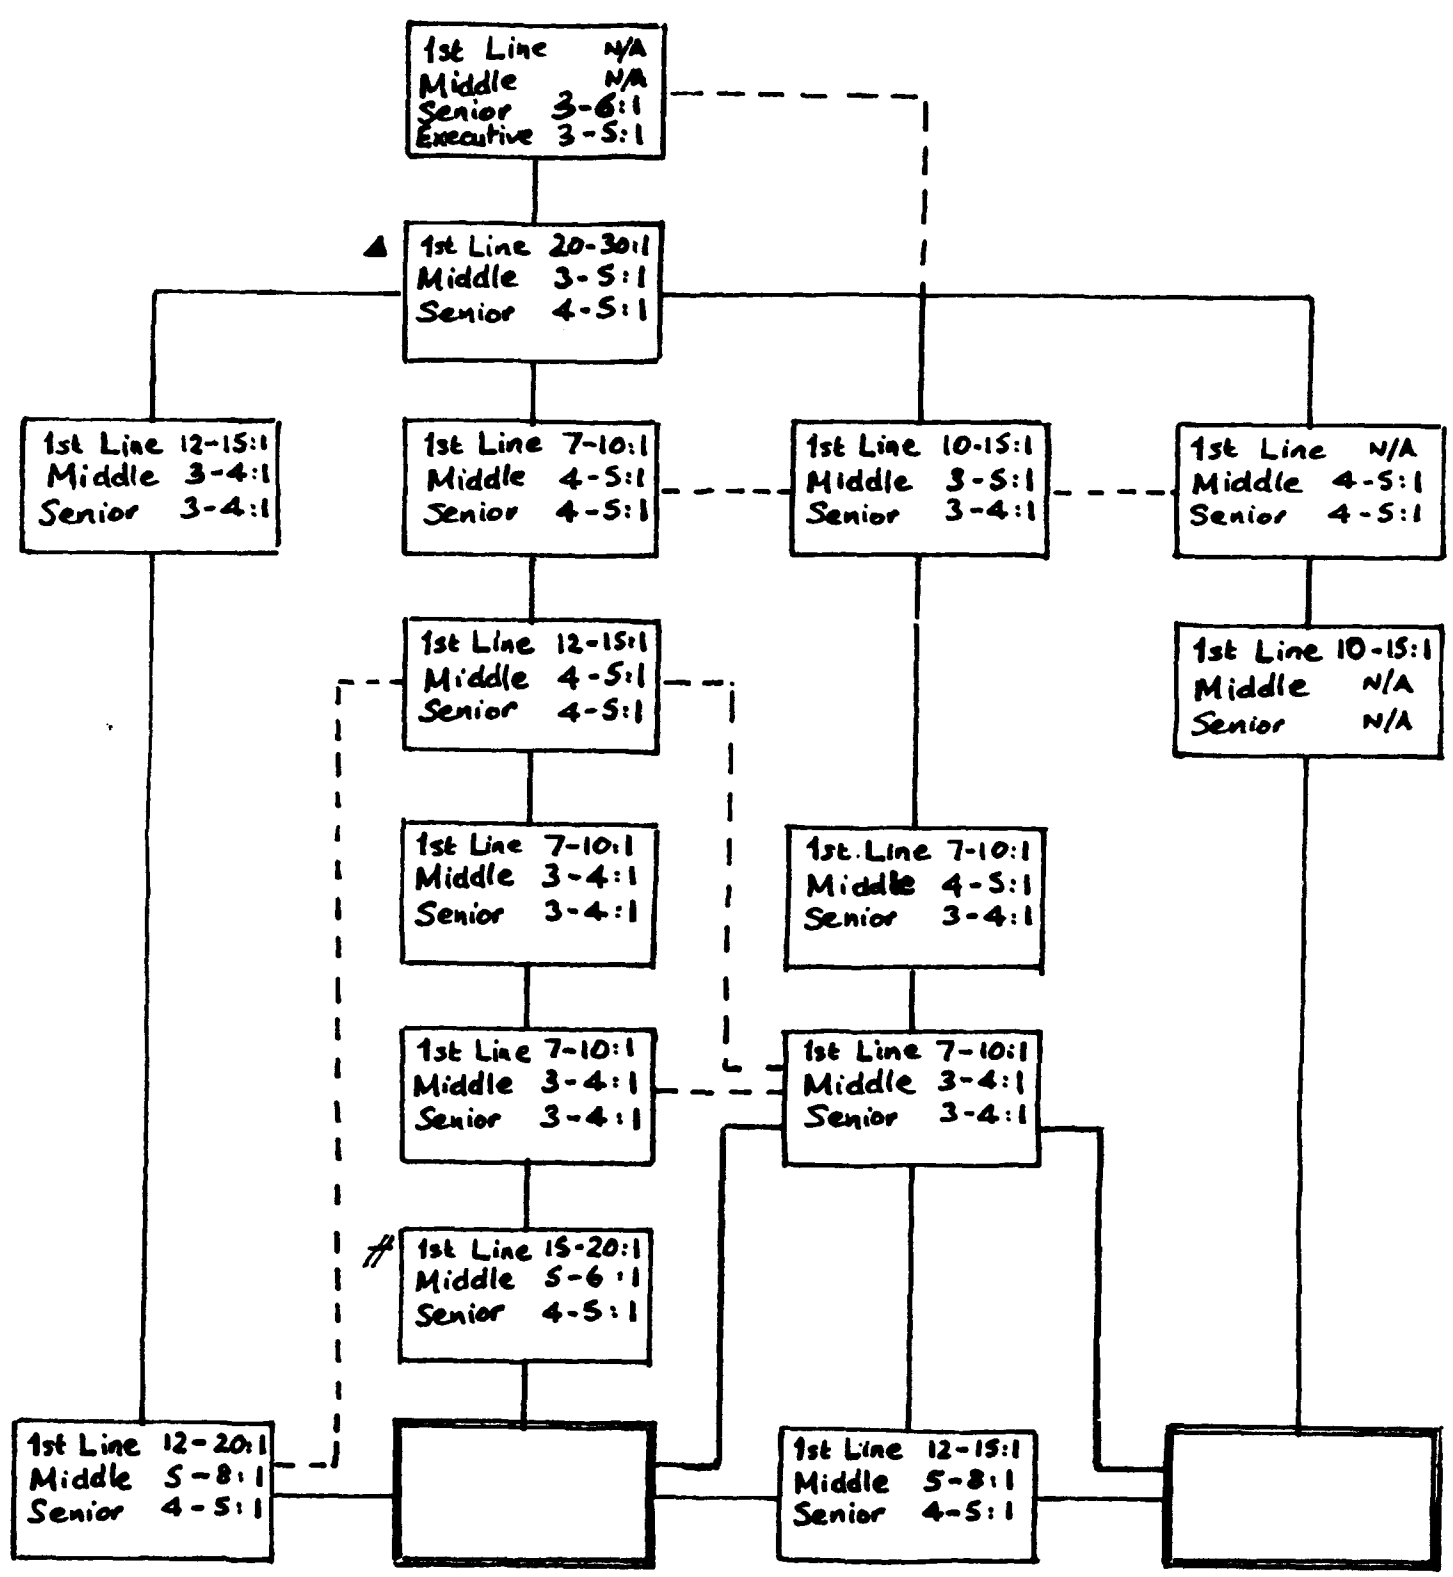 1st Line N/A
Middle N/A
Senior 3-6:1
Executive 3-5:1
1st Line 20-30:1
Middle 3-5:1
Senior 4-5:1
1st Line 12-15:1
Middle 3-4:1
Senior 3-4:1
1st Line 7-10:1
Middle 4-5:1
Senior 4-5:1
1st Line 10-15:1
Middle 3-5:1
Senior 3-4:1
1st Line N/A
Middle 4-5:1
Senior 4-5:1
1st Line 12-15:1
Middle 4-5:1
Senior 4-5:1
1st Line 10-15:1
Middle N/A
Senior N/A
1st Line 7-10:1
Middle 3-4:1
Senior 3-4:1
1st. Line 7-10:1
Middle 4-5:1
Senior 3-4:1
1st Line 7-10:1
Middle 3-4:1
Senior 3-4:1
1st Line 7-10:1
Middle 3-4:1
Senior 3-4:1
#
1st Line 15-20:1
Middle 5-6:1
Senior 4-5:1
1st Line 12-20:1
Middle 5-8:1
Senior 4-5:1
1st Line 12-15:1
Middle 5-8:1
Senior 4-5:1